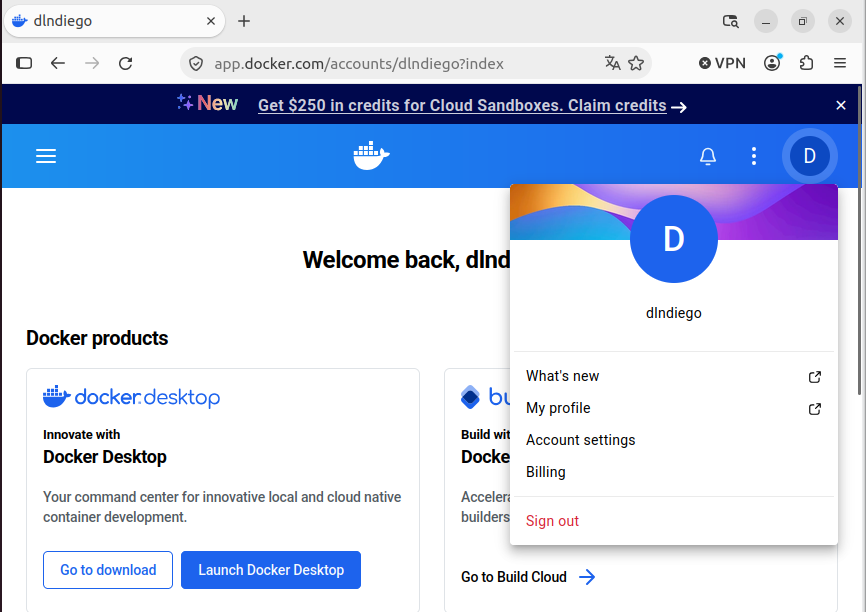 dlndiego
app.docker.com/accounts/dlndiego?index
VPN
New Get $250 in credits for Cloud Sandboxes. Claim credits →
D
Welcome back, dlnd
D
dlndiego
What's new
My profile
Account settings
Billing
Sign out
Docker products
docker.desktop
Innovate with
Docker Desktop
Your command center for innovative local and cloud native
container development.
Go to download
Launch Docker Desktop
bu
Build wit
Docke
Accelera
builders
Go to Build Cloud →